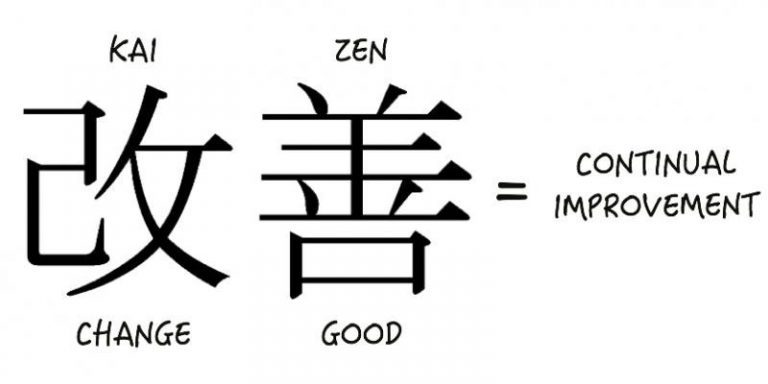 KAI ZEN
改善 = CONTINUAL
IMPROVEMENT
CHANGE GOOD